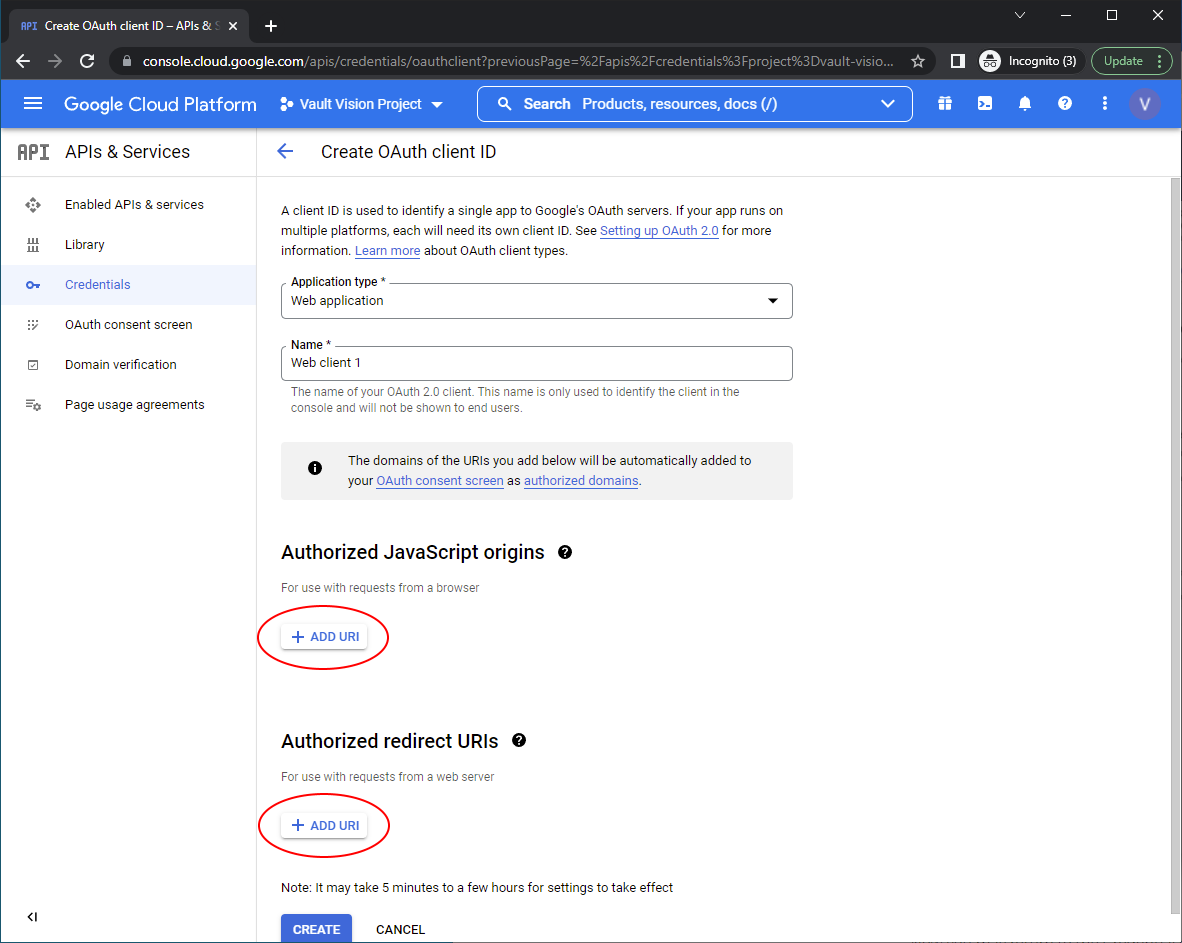 API Create OAuth client ID – APIs &
console.cloud.google.com/apis/credentials/oauthclient?previousPage=%2Fapis%2Fcredentials%3Fproject%3Dvault-visio...
Incognito (3)
Update
Google Cloud Platform
Vault Vision Project
Search Products, resources, docs (/)
V
API APIs & Services
Create OAuth client ID
Enabled APIs & services
Library
Credentials
OAuth consent screen
Domain verification
Page usage agreements
A client ID is used to identify a single app to Google's OAuth servers. If your app runs on
multiple platforms, each will need its own client ID. See Setting up OAuth 2.0 for more
information. Learn more about OAuth client types.
Application type *
Web application
Name *
Web client 1
The name of your OAuth 2.0 client. This name is only used to identify the client in the
console and will not be shown to end users.
The domains of the URIs you add below will be automatically added to
your OAuth consent screen as authorized domains.
Authorized JavaScript origins
For use with requests from a browser
+ ADD URI
Authorized redirect URIs
For use with requests from a web server
+ ADD URI
Note: It may take 5 minutes to a few hours for settings to take effect
CREATE
CANCEL